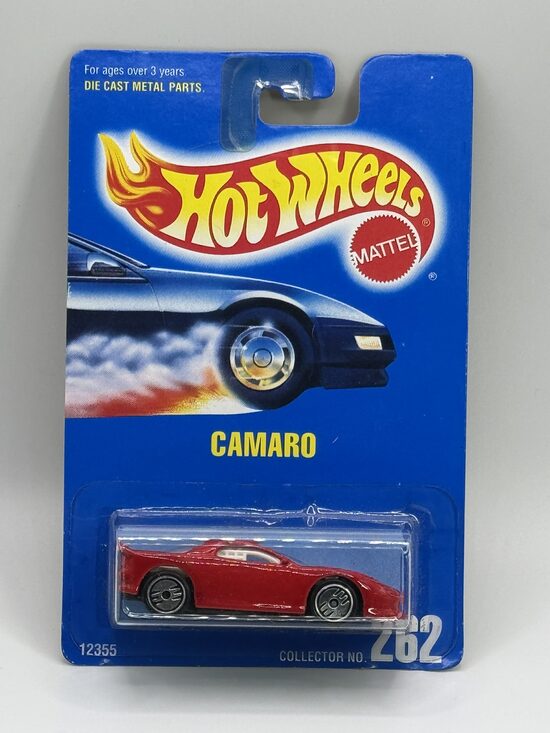 For ages over 3 years
DIE CAST METAL PARTS.
HOT WHEELS®
MATTEL
®
CAMARO
12355
COLLECTOR NO. 262